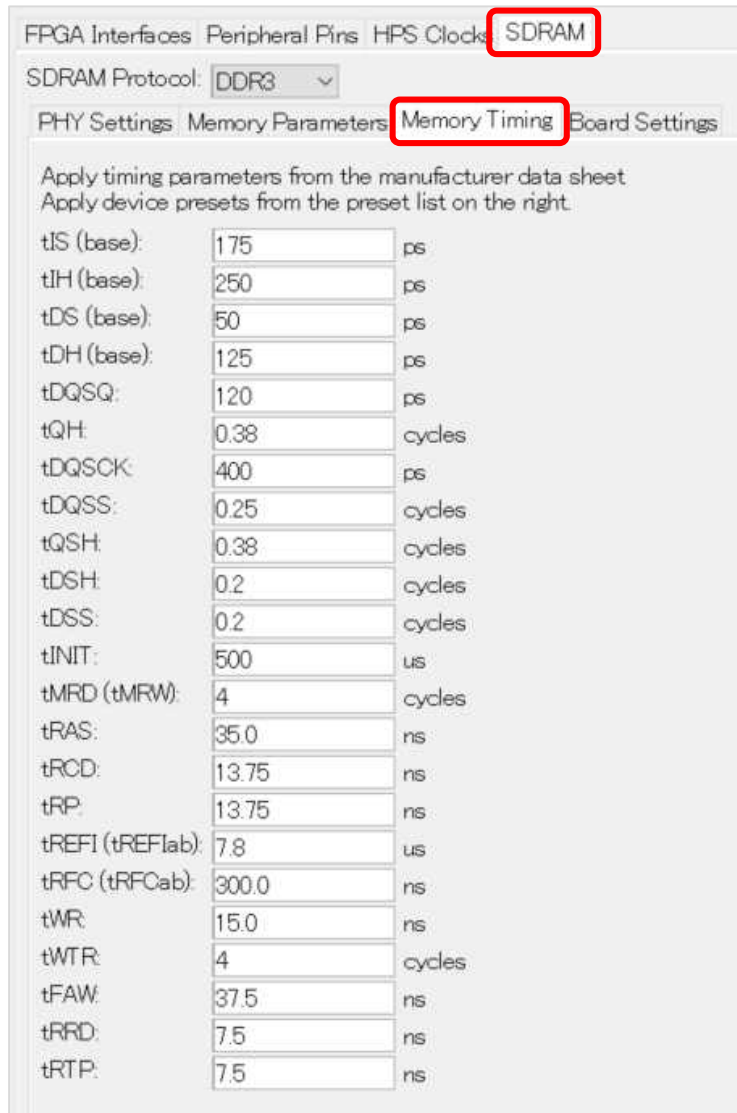 FPGA Interfaces Peripheral Pins HPS Clocks SDRAM
SDRAM Protocol: DDR3
PHY Settings Memory Parameters Memory Timing Board Settings
Apply timing parameters from the manufacturer data sheet
Apply device presets from the preset list on the right.
tIS (base): 175 ps
tIH (base): 250 ps
tDS (base): 50 ps
tDH (base): 125 ps
tDQSQ: 120 ps
tQH: 0.38 cycles
tDQSCK: 400 ps
tDQSS: 0.25 cycles
tQSH: 0.38 cycles
tDSH: 0.2 cycles
tDSS: 0.2 cycles
tINIT: 500 us
tMRD (tMRW): 4 cycles
tRAS: 35.0 ns
tRCD: 13.75 ns
tRP: 13.75 ns
tREFI (tREFIab): 7.8 us
tRFC (tRFCab): 300.0 ns
tWR: 15.0 ns
tWTR: 4 cycles
tFAW: 37.5 ns
tRRD: 7.5 ns
tRTP: 7.5 ns